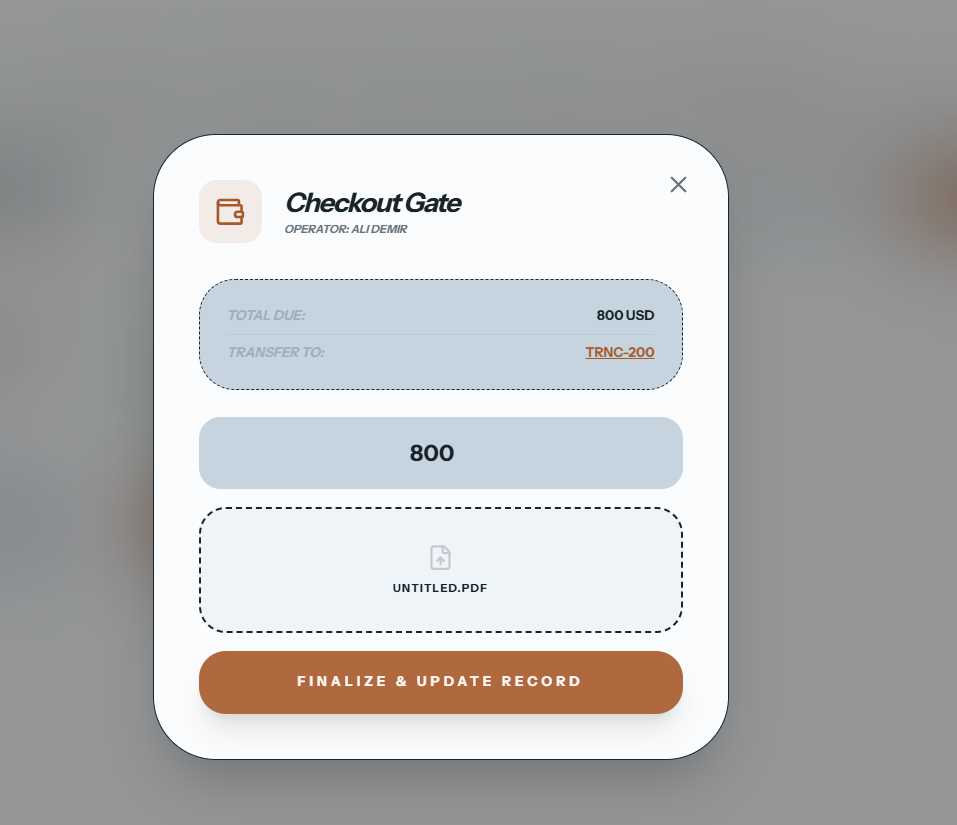 Checkout Gate
OPERATOR: ALI DEMIR
TOTAL DUE: 800 USD
TRANSFER TO: TRNC-200
800
UNTITLED.PDF
FINALIZE & UPDATE RECORD